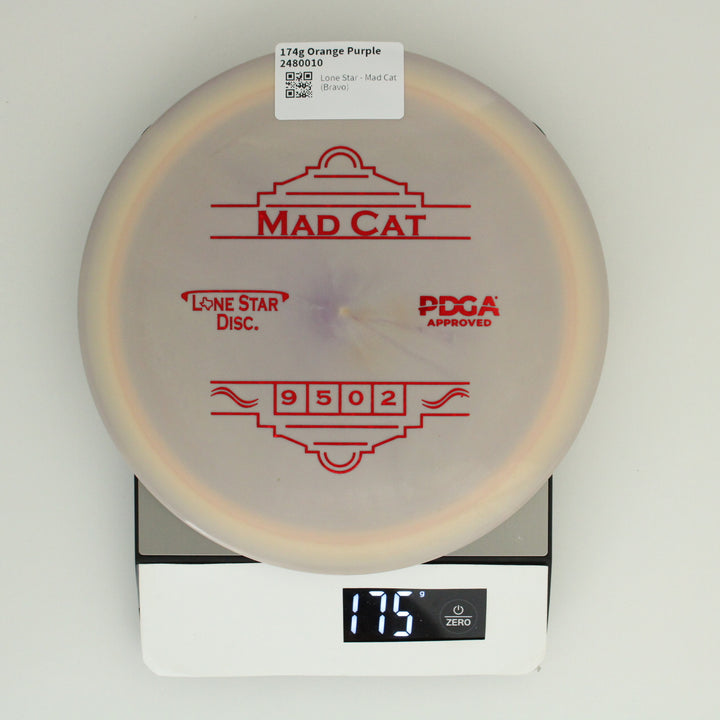 174g Orange Purple
2480010
Lone Star - Mad Cat
(Bravo)
MAD CAT
LONE STAR
DISC.
PDGA
APPROVED
9 5 0 2
175 g
ZERO